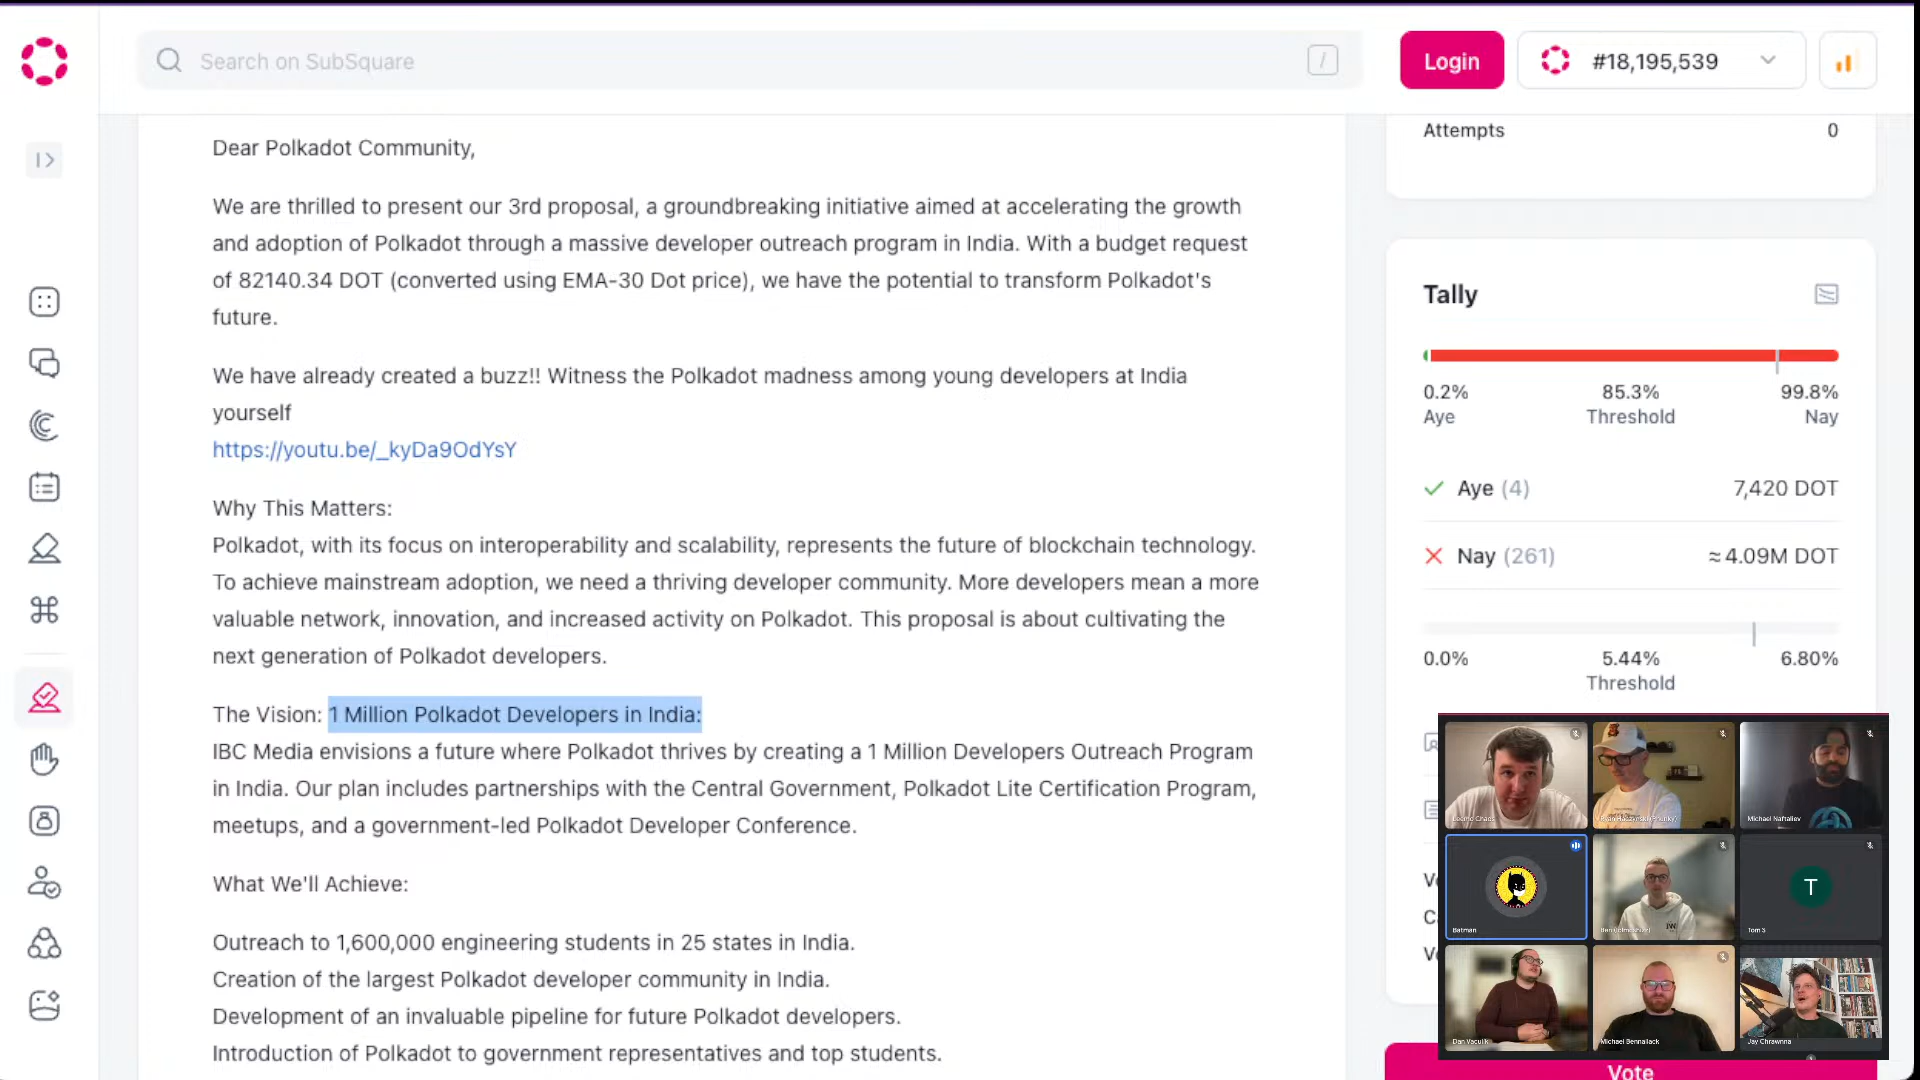 Search on SubSquare
/
Login
#18,195,539
Dear Polkadot Community,
We are thrilled to present our 3rd proposal, a groundbreaking initiative aimed at accelerating the growth
and adoption of Polkadot through a massive developer outreach program in India. With a budget request
of 82140.34 DOT (converted using EMA-30 Dot price), we have the potential to transform Polkadot's
future.
We have already created a buzz!! Witness the Polkadot madness among young developers at India
yourself
https://youtu.be/_kyDa9OdYsY
Why This Matters:
Polkadot, with its focus on interoperability and scalability, represents the future of blockchain technology.
To achieve mainstream adoption, we need a thriving developer community. More developers mean a more
valuable network, innovation, and increased activity on Polkadot. This proposal is about cultivating the
next generation of Polkadot developers.
The Vision: 1 Million Polkadot Developers in India:
IBC Media envisions a future where Polkadot thrives by creating a 1 Million Developers Outreach Program
in India. Our plan includes partnerships with the Central Government, Polkadot Lite Certification Program,
meetups, and a government-led Polkadot Developer Conference.
What We'll Achieve:
Outreach to 1,600,000 engineering students in 25 states in India.
Creation of the largest Polkadot developer community in India.
Development of an invaluable pipeline for future Polkadot developers.
Introduction of Polkadot to government representatives and top students.
Attempts 0
Tally
0.2% 85.3% 99.8%
Aye Threshold Nay
Aye (4) 7,420 DOT
Nay (261) ≈ 4.09M DOT
0.0% 5.44% 6.80%
Threshold
Michael Naftaliev
Batman
T
Tom S
Dan Vaculik
Michael Bennallack
Jay Chrawnna
Vote